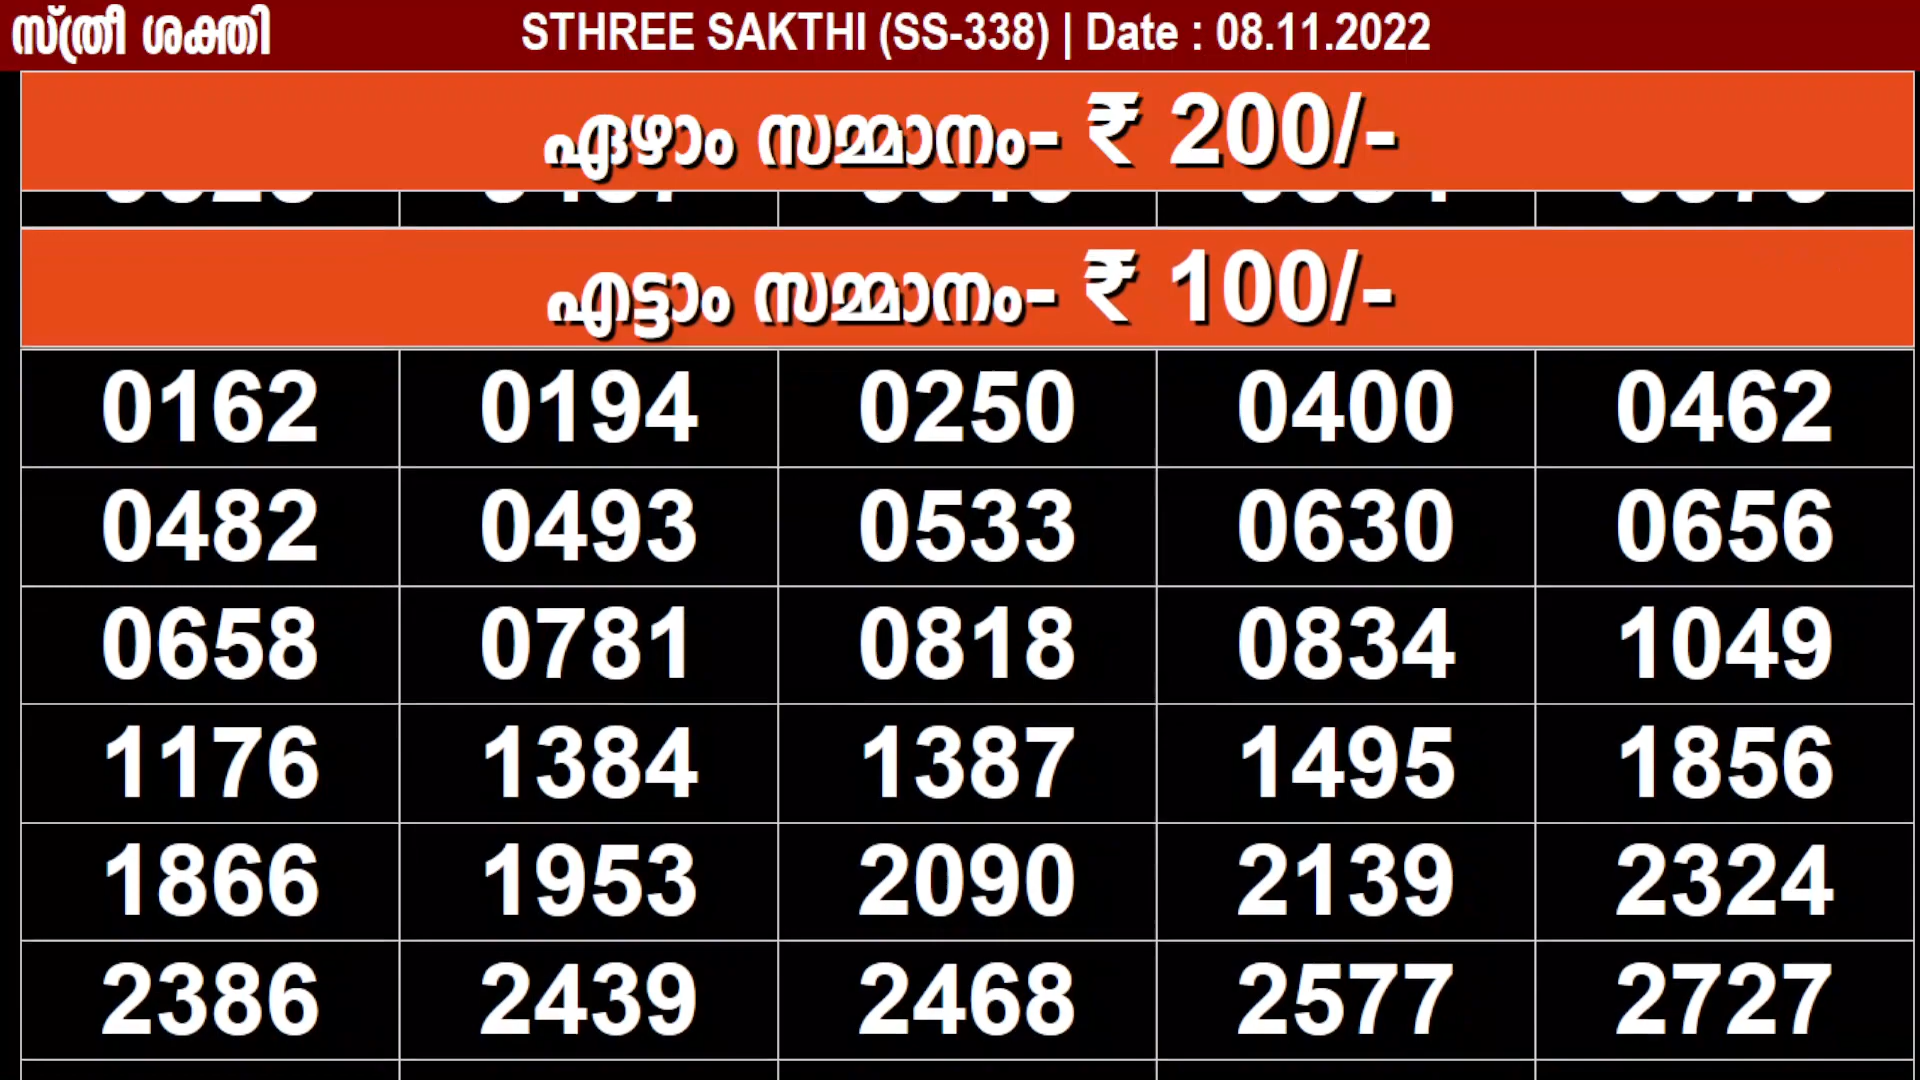 സ്ത്രീ ശക്തി STHREE SAKTHI (SS-338) | Date : 08.11.2022
ഏഴാം സമ്മാനം- ₹ 200/-
എട്ടാം സമ്മാനം- ₹ 100/-
0162 0194 0250 0400 0462
0482 0493 0533 0630 0656
0658 0781 0818 0834 1049
1176 1384 1387 1495 1856
1866 1953 2090 2139 2324
2386 2439 2468 2577 2727